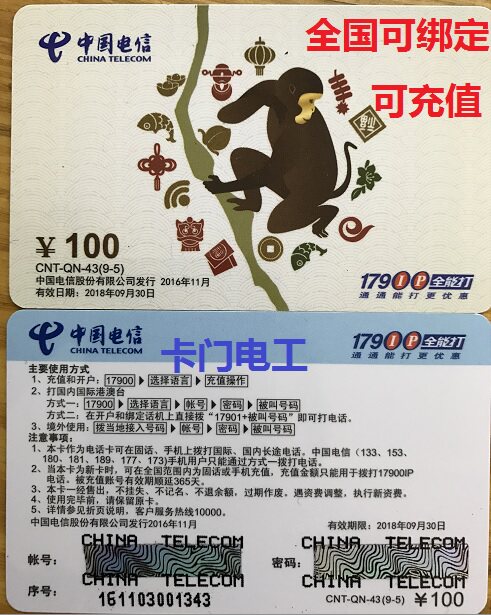 中国电信
CHINA TELECOM
全国可绑定
可充值
福
¥ 100
CNT-QN-43(9-5)
中国电信股份有限公司发行 2016年11月
有效日期：2018年09月30日
179IP全能打
通通能打更优惠
中国电信
CHINA TELECOM
179IP全能打
通通能打更优惠
卡门电工
主要使用方式
1、充值和开户：17900 选择语言 充值操作
2、打国内国际港澳台
方式一：17900 选择语言 帐号 密码 被叫号码
方式二：在开户和绑定话机上直接拨“17901+被叫号码”即可打电话。
3、境外使用：拨当地接入号码 帐号 密码 被叫号码
注意事项：
1、本卡作为电话卡可在固话、手机上拨打国际、国内长途电话。中国电信（133、153、
180、181、189、177、173)手机用户只能通过方式一拨打电话。
2、当本卡为新卡时，可在全国范围内为固话或手机充值，充值金额只能用于拨打17900IP
电话。被充值账号有效期顺延365天。
3、本卡一经售出，不挂失、不记名、不退余额，过期作废。遇资费调整，执行新资费。
4、使用完毕前，请保留原卡。
5、详情参见折页说明，客户服务热线10000。
中国电信股份有限公司发行2016年11月 有效期限：2018年09月30日
CHINA TELECOM CHINA TELECOM
帐号： 密码：
CHINA TELECOM CHINA TELECOM
序号：161103001343 CNT-QN-43(9-5) ¥100